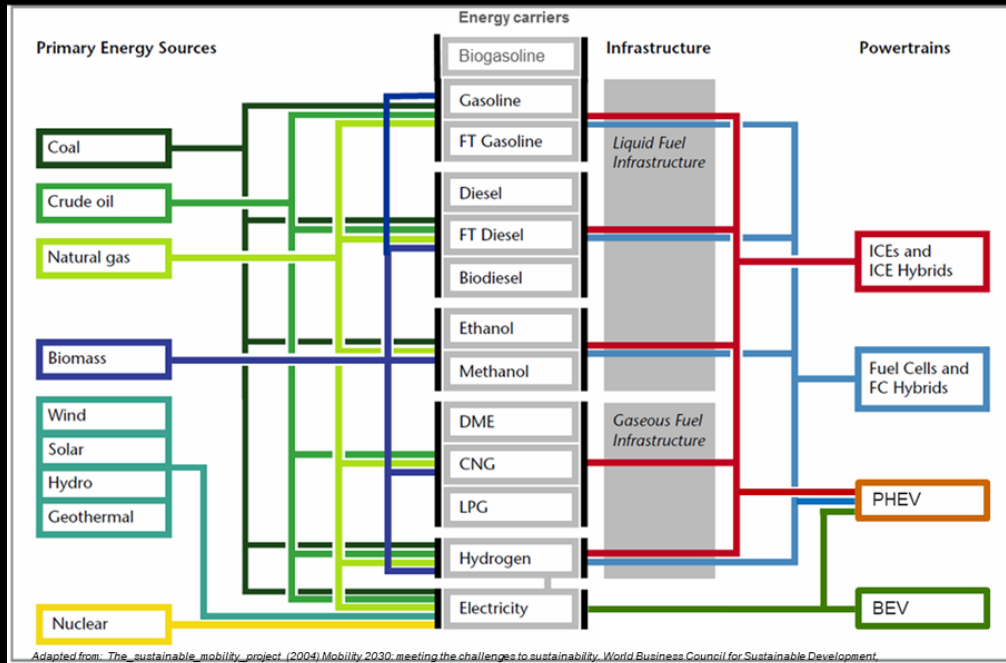 Energy carriers
Primary Energy Sources
Infrastructure
Powertrains
Coal
Crude oil
Natural gas
Biomass
Wind
Solar
Hydro
Geothermal
Nuclear
Biogasoline
Gasoline
FT Gasoline
Diesel
FT Diesel
Biodiesel
Ethanol
Methanol
DME
CNG
LPG
Hydrogen
Electricity
Liquid Fuel
Infrastructure
Gaseous Fuel
Infrastructure
ICEs and
ICE Hybrids
Fuel Cells and
FC Hybrids
PHEV
BEV
Adapted from: The_sustainable_mobility_project (2004) Mobility 2030: meeting the challenges to sustainability. World Business Council for Sustainable Development,